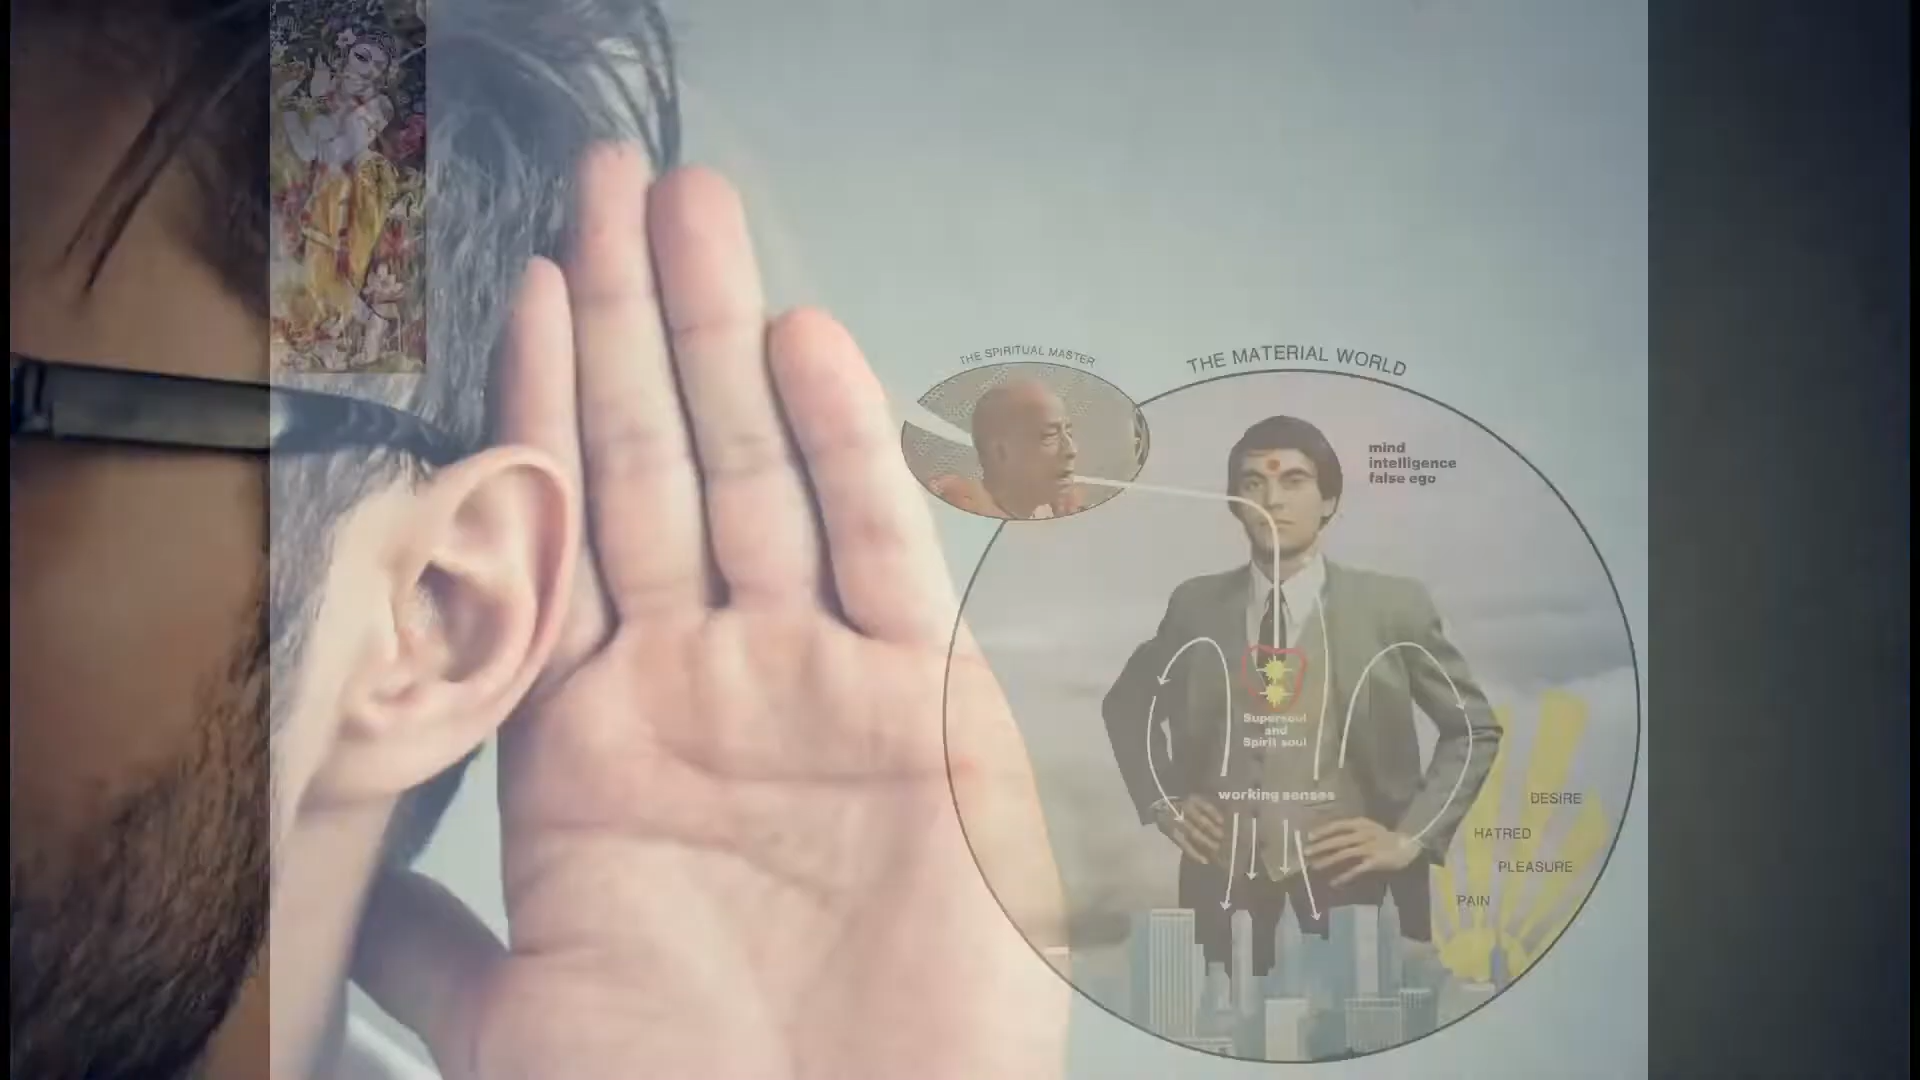 THE SPIRITUAL MASTER
THE MATERIAL WORLD
mind
intelligence
false ego
Supersoul
and
Spirit soul
working senses
DESIRE
HATRED
PLEASURE
PAIN